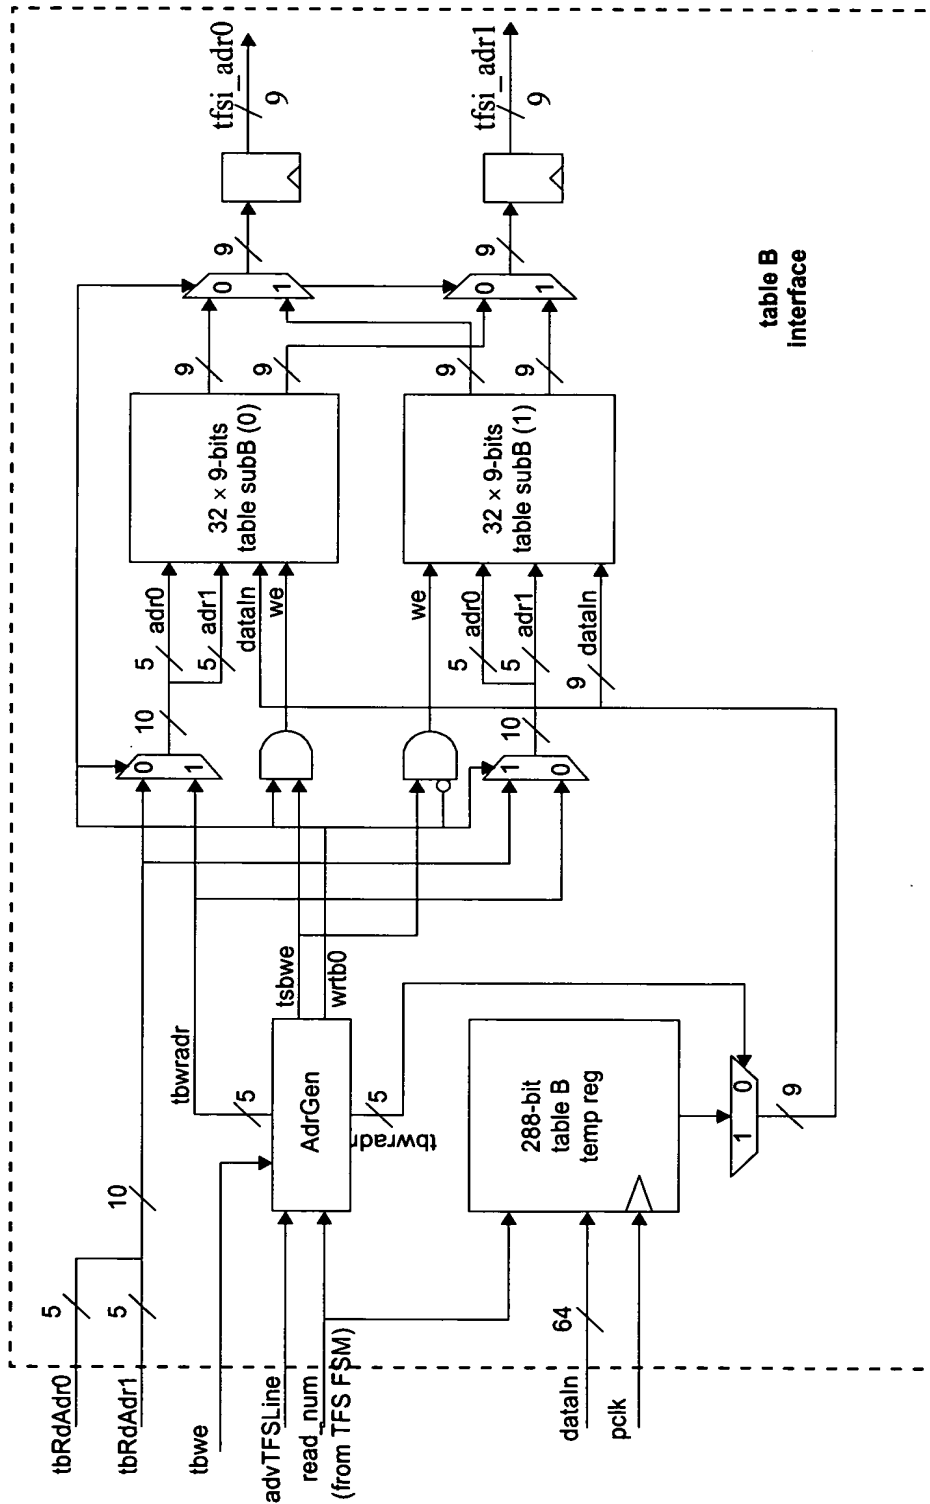 tbRdAdr0
5
tbRdAdr1
5
10
tbwe
advTFSLine
read_num
(from TFS FSM)
dataIn
64
pclk
tbwradr
5
AdrGen
5
tbwradr
tsbwe
wrtb0
288-bit
table B
temp reg
1 0
9
0
1
10
5
adr0
5
adr1
dataIn
we
1
0
10
we
5
adr0
5
adr1
9
dataIn
32 × 9-bits
table subB (0)
32 × 9-bits
table subB (1)
9
9
9
9
0
1
9
0
1
9
tfsi_adr0
9
tfsi_adr1
9
table B
interface